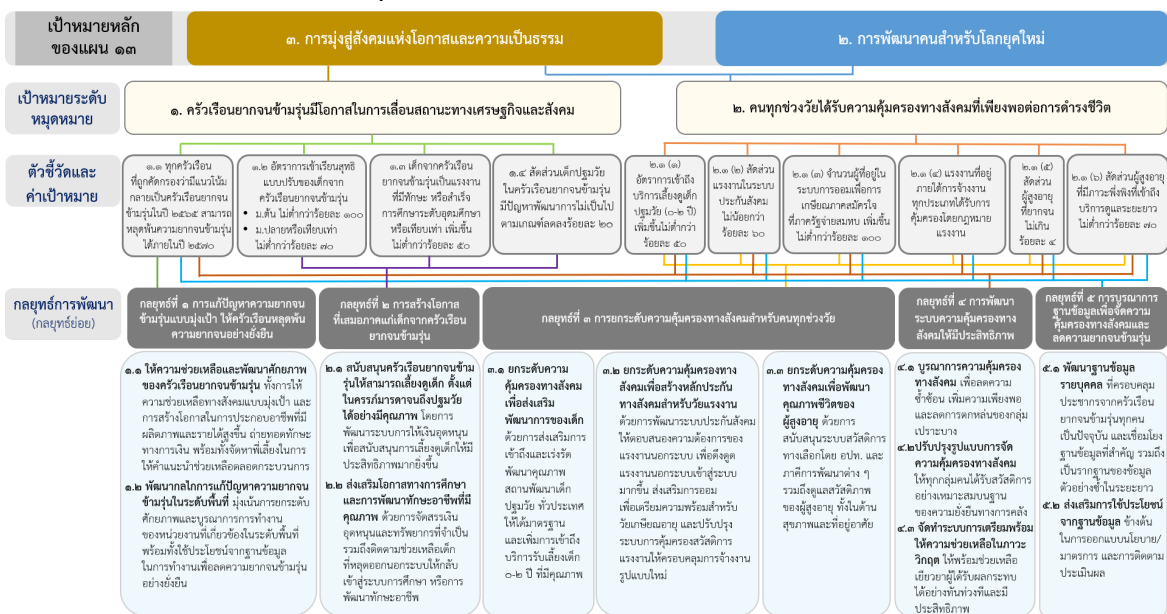 เป้าหมายหลัก
ของแผน ๑๓
๓. การมุ่งสู่สังคมแห่งโอกาสและความเป็นธรรม
๒. การพัฒนาคนสำหรับโลกยุคใหม่
เป้าหมายระดับ
หมุดหมาย
๑. ครัวเรือนยากจนข้ามรุ่นมีโอกาสในการเลื่อนสถานะทางเศรษฐกิจและสังคม
๒. คนทุกช่วงวัยได้รับความคุ้มครองทางสังคมที่เพียงพอต่อการดำรงชีวิต
ตัวชี้วัดและ
ค่าเป้าหมาย
๑.๑ ทุกครัวเรือน
ที่ถูกคัดกรองว่ามีแนวโน้ม
กลายเป็นครัวเรือนยากจน
ข้ามรุ่นในปี ๒๕๖๕ สามารถ
หลุดพ้นความยากจนข้ามรุ่น
ได้ภายในปี ๒๕๗๐
๑.๒ อัตราการเข้าเรียนสุทธิ
แบบปรับของเด็กจาก
ครัวเรือนยากจนข้ามรุ่น
• ม.ต้น ไม่ต่ำกว่าร้อยละ ๑๐๐
• ม.ปลายหรือเทียบเท่า
ไม่ต่ำกว่าร้อยละ ๗๐
๑.๓ เด็กจากครัวเรือน
ยากจนข้ามรุ่นเป็นแรงงาน
ที่มีทักษะ หรือสำเร็จ
การศึกษาระดับอุดมศึกษา
หรือเทียบเท่า เพิ่มขึ้น
ไม่ต่ำกว่าร้อยละ ๕๐
๑.๔ สัดส่วนเด็กปฐมวัย
ในครัวเรือนยากจนข้ามรุ่น
มีปัญหาพัฒนาการไม่เป็นไป
ตามเกณฑ์ลดลงร้อยละ ๒๐
๒.๑ (๑)
อัตราการเข้าถึง
บริการเลี้ยงดูเด็ก
ปฐมวัย (๐-๒ ปี)
เพิ่มขึ้นไม่ต่ำกว่า
ร้อยละ ๕๐
๒.๑ (๒) สัดส่วน
แรงงานในระบบ
ประกันสังคม
ไม่น้อยกว่า
ร้อยละ ๖๐
๒.๑ (๓) จำนวนผู้ที่อยู่ใน
ระบบการออมเพื่อการ
เกษียณภาคสมัครใจ
ที่ภาครัฐจ่ายสมทบ เพิ่มขึ้น
ไม่ต่ำกว่าร้อยละ ๑๐๐
๒.๑ (๔) แรงงานที่อยู่
ภายใต้การจ้างงาน
ทุกประเภทได้รับการ
คุ้มครองโดยกฎหมาย
แรงงาน
๒.๑ (๕)
สัดส่วน
ผู้สูงอายุ
ที่ยากจนไม่
เกิน
ร้อยละ ๔
๒.๑ (๖) สัดส่วนผู้สูงอายุ
ที่มีภาวะพึ่งพิงที่เข้าถึง
บริการดูแลระยะยาว
ไม่ต่ำกว่าร้อยละ ๗๐
กลยุทธ์การพัฒนา
(กลยุทธ์ย่อย)
กลยุทธ์ที่ ๑ การแก้ปัญหาความยากจน
ข้ามรุ่นแบบมุ่งเป้า ให้ครัวเรือนหลุดพ้น
ความยากจนอย่างยั่งยืน
กลยุทธ์ที่ ๒ การสร้างโอกาส
ที่เสมอภาคแก่เด็กจากครัวเรือน
ยากจนข้ามรุ่น
กลยุทธ์ที่ ๓ การยกระดับความคุ้มครองทางสังคมสำหรับคนทุกช่วงวัย
กลยุทธ์ที่ ๔ การพัฒนา
ระบบความคุ้มครองทาง
สังคมให้มีประสิทธิภาพ
กลยุทธ์ที่ ๕ การบูรณาการ
ฐานข้อมูลเพื่อจัดความ
คุ้มครองทางสังคมและ
ลดความยากจนข้ามรุ่น
๑.๑ ให้ความช่วยเหลือและพัฒนาศักยภาพ
ของครัวเรือนยากจนข้ามรุ่น ทั้งการให้
ความช่วยเหลือทางสังคมแบบมุ่งเป้า และ
การสร้างโอกาสในการประกอบอาชีพที่มี
ผลิตภาพและรายได้สูงขึ้น ถ่ายทอดทักษะ
ทางการเงิน พร้อมทั้งจัดหาพี่เลี้ยงในการ
ให้คำแนะนำช่วยเหลือตลอดกระบวนการ
๑.๒ พัฒนากลไกการแก้ปัญหาความยากจน
ข้ามรุ่นในระดับพื้นที่ มุ่งเน้นการยกระดับ
ศักยภาพและบูรณาการการทำงาน
ของหน่วยงานที่เกี่ยวข้องในระดับพื้นที่
พร้อมทั้งใช้ประโยชน์จากฐานข้อมูล
ในการทำงานเพื่อลดความยากจนข้ามรุ่น
อย่างยั่งยืน
๒.๑ สนับสนุนครัวเรือนยากจนข้าม
รุ่นให้สามารถเลี้ยงดูเด็ก ตั้งแต่
ในครรภ์มารดาจนถึงปฐมวัย
ได้อย่างมีคุณภาพ โดยการ
พัฒนาระบบการให้เงินอุดหนุน
เพื่อสนับสนุนการเลี้ยงดูเด็กให้มี
ประสิทธิภาพมากยิ่งขึ้น
๒.๒ ส่งเสริมโอกาสทางการศึกษา
และการพัฒนาทักษะอาชีพที่มี
คุณภาพ ด้วยการจัดสรรเงิน
อุดหนุนและทรัพยากรที่จำเป็น
รวมถึงติดตามช่วยเหลือเด็ก
ที่หลุดออกนอกระบบให้กลับ
เข้าสู่ระบบการศึกษา หรือการ
พัฒนาทักษะอาชีพ
๓.๑ ยกระดับความ
คุ้มครองทางสังคม
เพื่อส่งเสริม
พัฒนาการของเด็ก
ด้วยการส่งเสริมการ
เข้าถึงและเร่งรัด
พัฒนาคุณภาพ
สถานพัฒนาเด็ก
ปฐมวัย ทั่วประเทศ
ให้ได้มาตรฐาน
และเพิ่มการเข้าถึง
บริการรับเลี้ยงเด็ก
๐-๒ ปี ที่มีคุณภาพ
๓.๒ ยกระดับความคุ้มครองทาง
สังคมเพื่อสร้างหลักประกัน
ทางสังคมสำหรับวัยแรงงาน
ด้วยการพัฒนาระบบประกันสังคม
ให้ตอบสนองความต้องการของ
แรงงานนอกระบบ เพื่อดึงดูด
แรงงานนอกระบบเข้าสู่ระบบ
มากขึ้น ส่งเสริมการออม
เพื่อเตรียมความพร้อมสำหรับ
วัยเกษียณอายุ และปรับปรุง
ระบบการคุ้มครองสวัสดิการ
แรงงานให้ครอบคลุมการจ้างงาน
รูปแบบใหม่
๓.๓ ยกระดับความคุ้มครอง
ทางสังคมเพื่อพัฒนา
คุณภาพชีวิตของ
ผู้สูงอายุ ด้วยการ
สนับสนุนระบบสวัสดิการ
ทางเลือกโดย อปท. และ
ภาคีการพัฒนาต่าง ๆ
รวมถึงดูแลสวัสดิภาพ
ของผู้สูงอายุ ทั้งในด้าน
สุขภาพและที่อยู่อาศัย
๔.๑ บูรณาการความคุ้มครอง
ทางสังคม เพื่อลดความ
ซ้ำซ้อน เพิ่มความเพียงพอ
และลดการตกหล่นของกลุ่ม
เปราะบาง
๔.๒ปรับปรุงรูปแบบการจัด
ความคุ้มครองทางสังคม
ให้ทุกกลุ่มคนได้รับสวัสดิการ
อย่างเหมาะสมบนฐาน
ของความยั่งยืนทางการคลัง
๔.๓ จัดทำระบบการเตรียมพร้อม
ให้ความช่วยเหลือในภาวะ
วิกฤต ให้พร้อมช่วยเหลือ
เยียวยาผู้ได้รับผลกระทบ
ได้อย่างทันท่วงทีและมี
ประสิทธิภาพ
๕.๑ พัฒนาฐานข้อมูล
รายบุคคล ที่ครอบคลุม
ประชากรจากครัวเรือน
ยากจนข้ามรุ่นทุกคน
เป็นปัจจุบัน และเชื่อมโยง
ฐานข้อมูลที่สำคัญ รวมถึง
เป็นรากฐานของข้อมูล
ตัวอย่างซ้ำในระยะยาว
๕.๒ ส่งเสริมการใช้ประโยชน์
จากฐานข้อมูล ข้างต้น
ในการออกแบบนโยบาย/
มาตรการ และการติดตาม
ประเมินผล